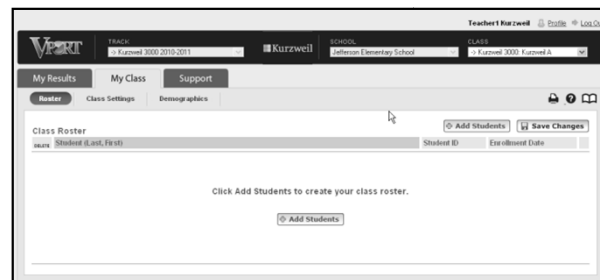 Teacher1 Kurzweil Profile Log Ou
VPORT
TRACK
Kurzweil 3000 2010-2011
Kurzweil
SCHOOL
Jefferson Elementary School
CLASS
Kurzweil 3000: Kurzweil A
My Results My Class Support
Roster Class Settings Demographics
Class Roster
Add Students Save Changes
DELETE Student (Last, First) Student ID Enrollment Date
Click Add Students to create your class roster.
Add Students